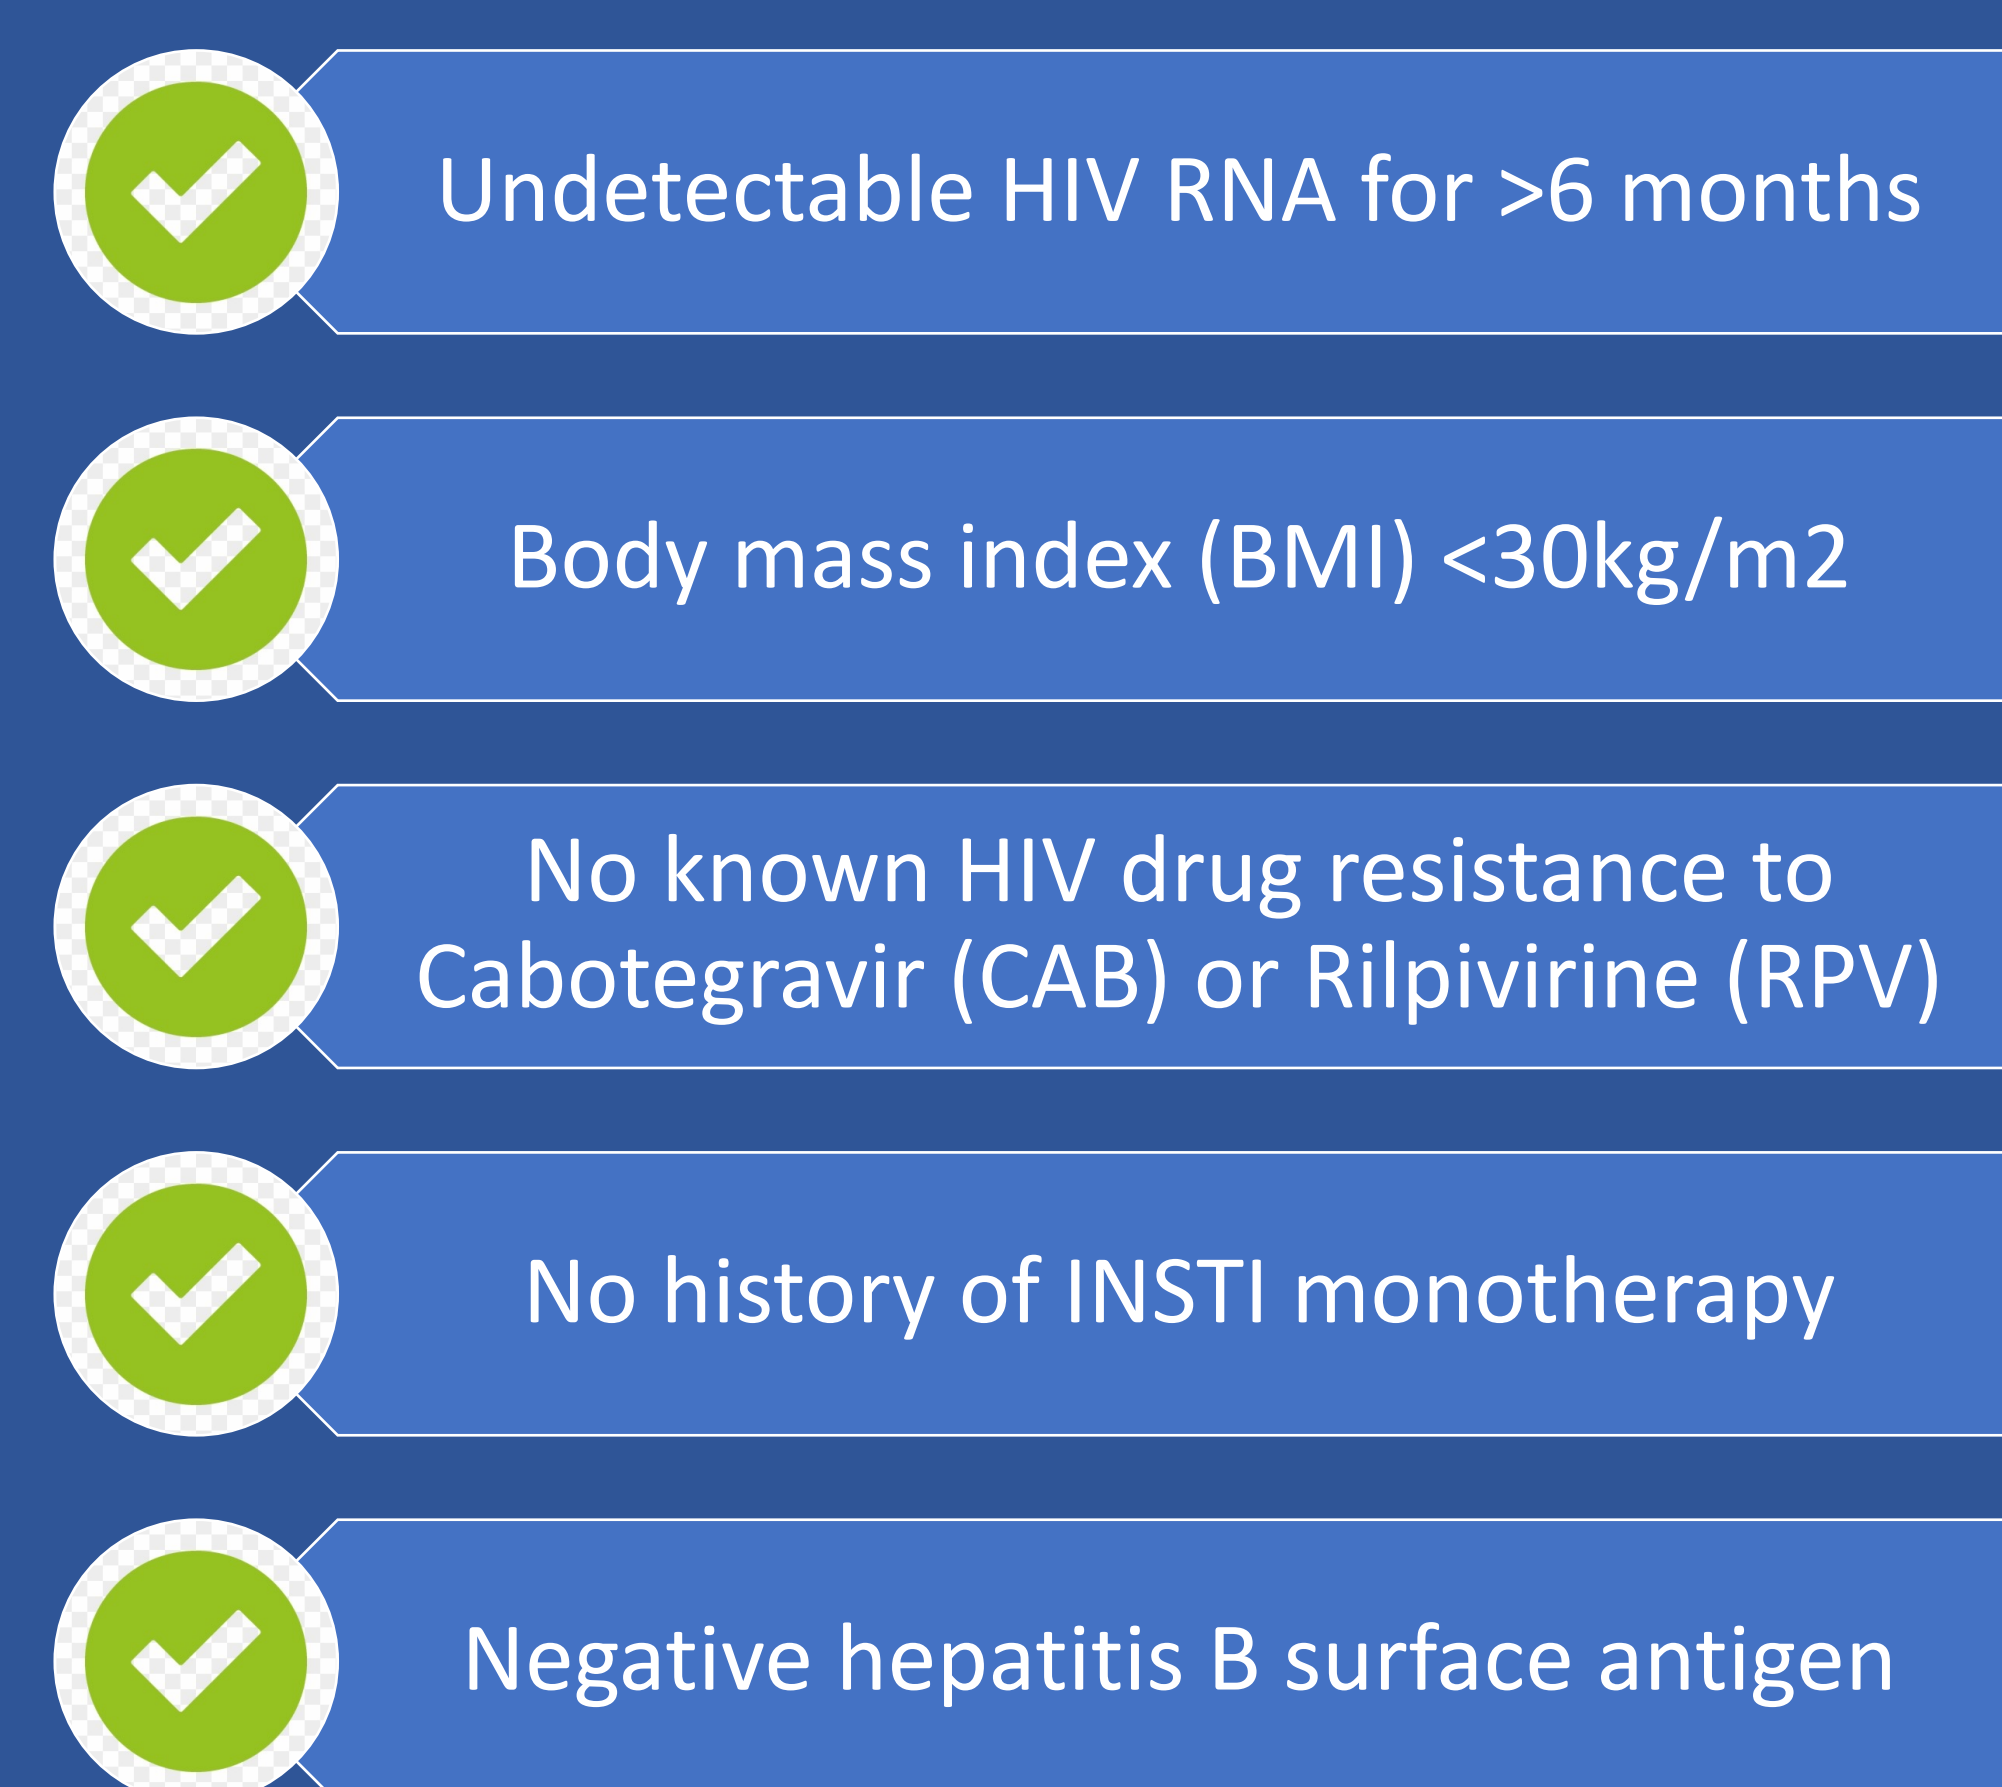 Undetectable HIV RNA for >6 months
Body mass index (BMI) <30kg/m2
No known HIV drug resistance to
Cabotegravir (CAB) or Rilpivirine (RPV)
No history of INSTI monotherapy
Negative hepatitis B surface antigen